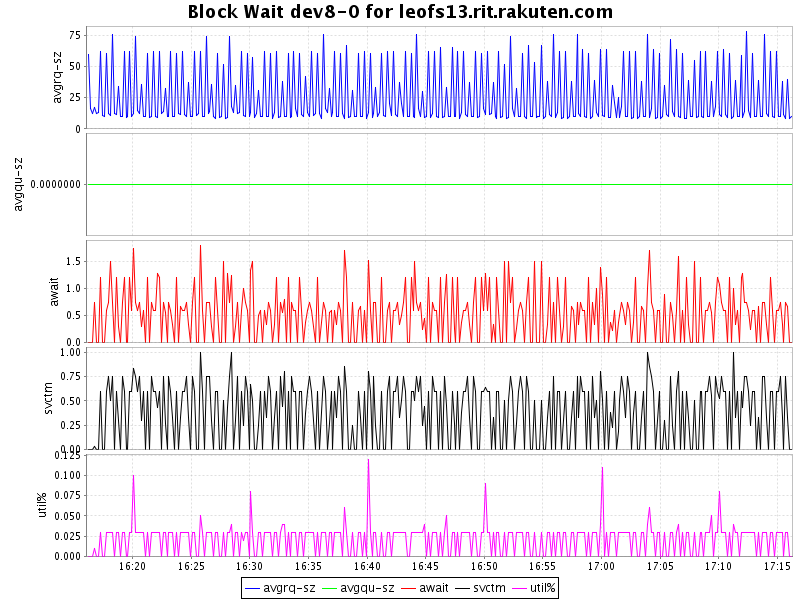 Block Wait dev8-0 for leofs13.rit.rakuten.com
avgrq-sz
75
50
25
0
avgqu-sz
0.0000000
await
1.5
1.0
0.5
0.0
svctm
1.00
0.75
0.50
0.25
0.00
util%
0.125
0.100
0.075
0.050
0.025
0.000
16:20 16:25 16:30 16:35 16:40 16:45 16:50 16:55 17:00 17:05 17:10 17:15
avgrq-sz avgqu-sz await svctm util%